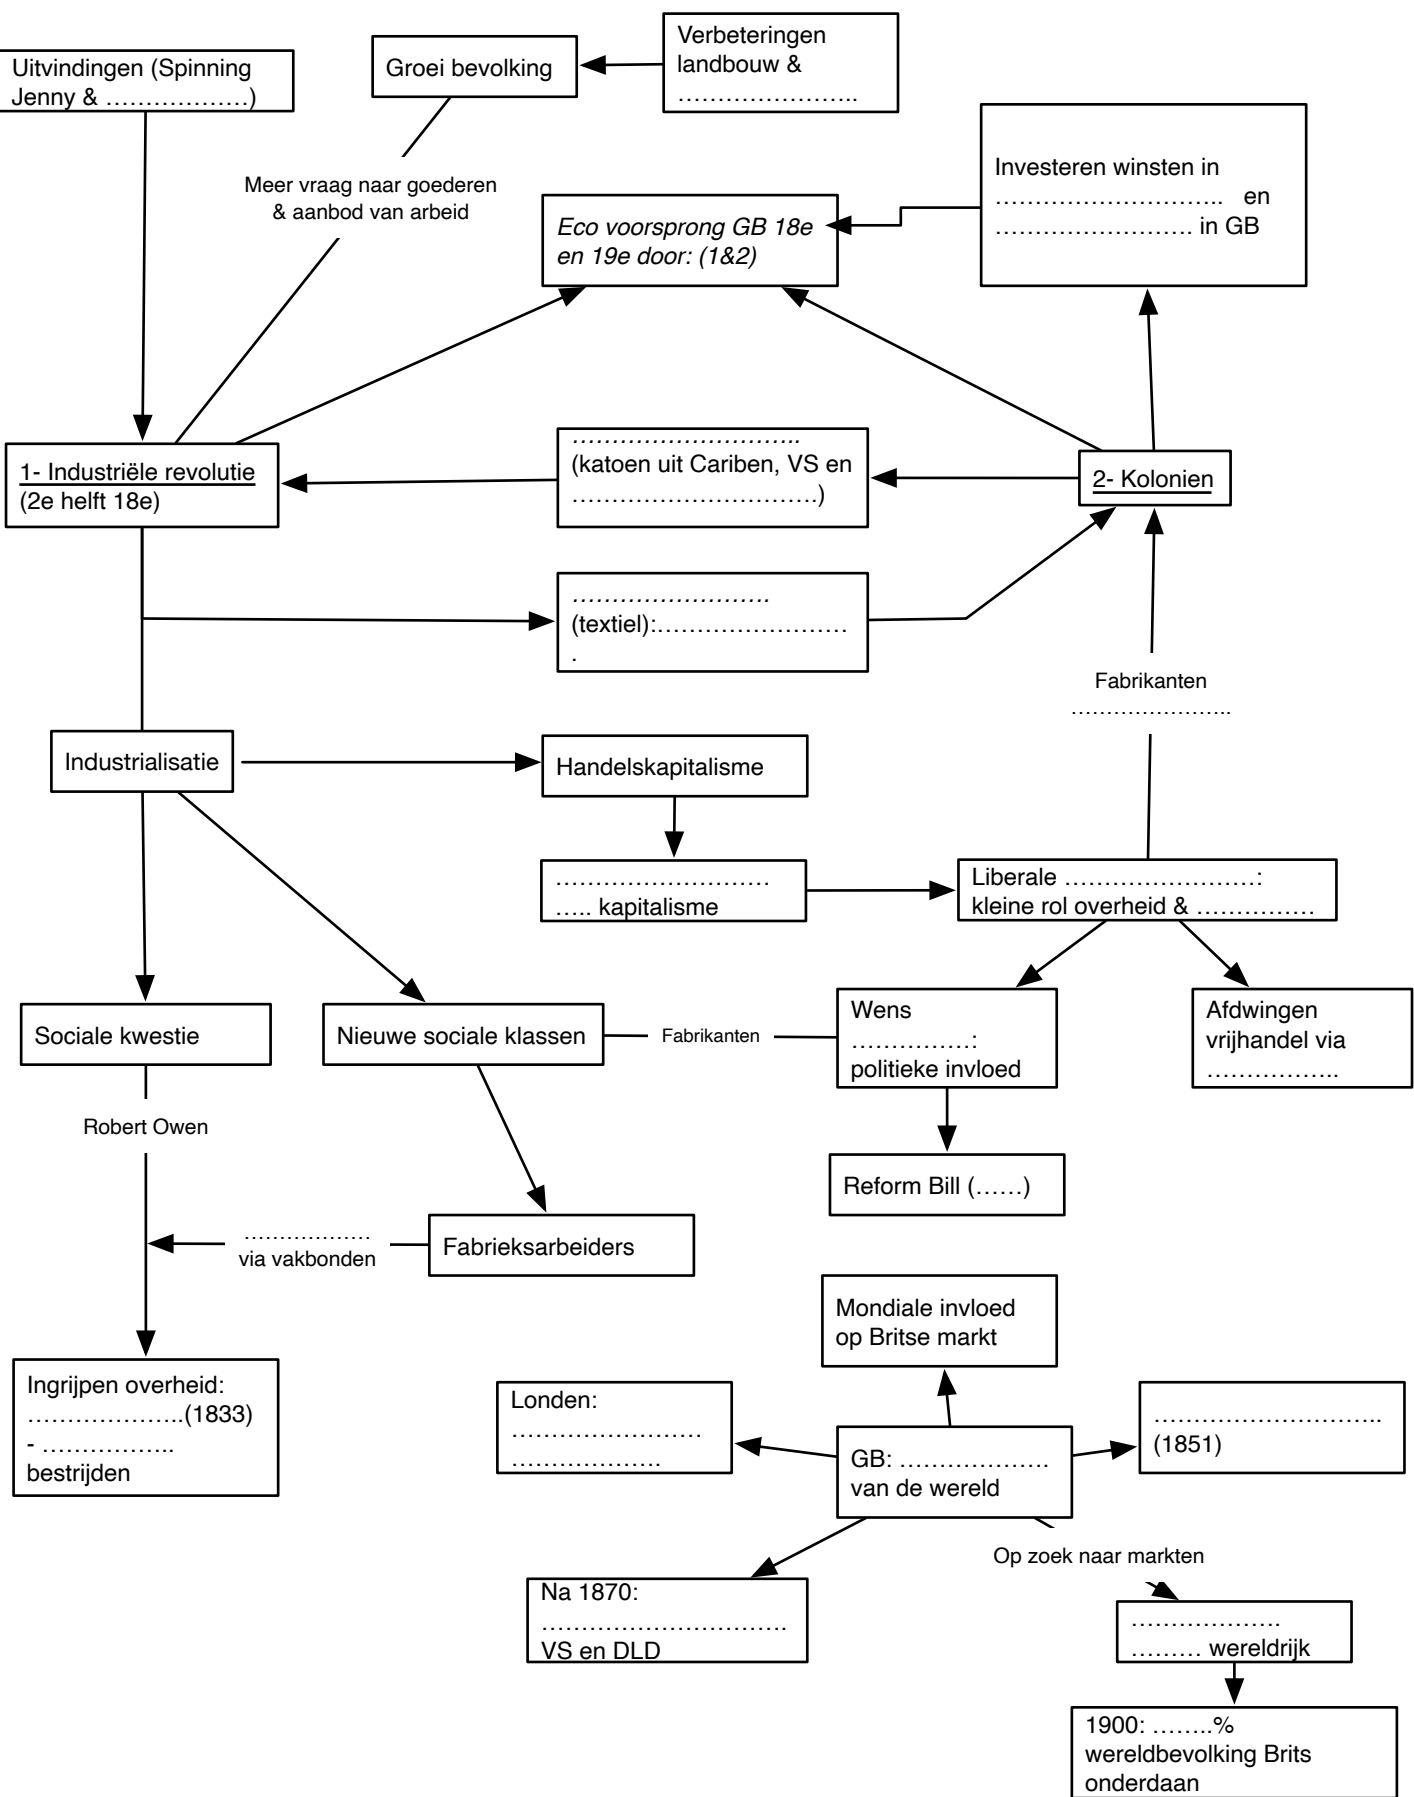 Verbeteringen
landbouw &
…………………..
Uitvindingen (Spinning
Jenny & ………………)
Groei bevolking
Investeren winsten in
……………………….. en
……………………. in GB
Meer vraag naar goederen
& aanbod van arbeid
Eco voorsprong GB 18e
en 19e door: (1&2)
1- Industriële revolutie
(2e helft 18e)
………………………..
(katoen uit Cariben, VS en
………………………….)
2- Kolonien
…………………….
(textiel):……………………
.
Fabrikanten
…………………..
Industrialisatie
Handelskapitalisme
………………………
….. kapitalisme
Liberale ……………………:
kleine rol overheid & ……………
Sociale kwestie
Nieuwe sociale klassen
Fabrikanten
Wens
……………:
politieke invloed
Afdwingen
vrijhandel via
……………..
Robert Owen
Reform Bill (……)
………………
via vakbonden
Fabrieksarbeiders
Mondiale invloed
op Britse markt
Ingrijpen overheid:
………………..(1833)
- ……………..
bestrijden
Londen:
……………………
……………….
GB: ……………….
van de wereld
………………………..
(1851)
Op zoek naar markten
Na 1870:
………………………….
VS en DLD
……………….
……… wereldrijk
1900: ……..%
wereldbevolking Brits
onderdaan